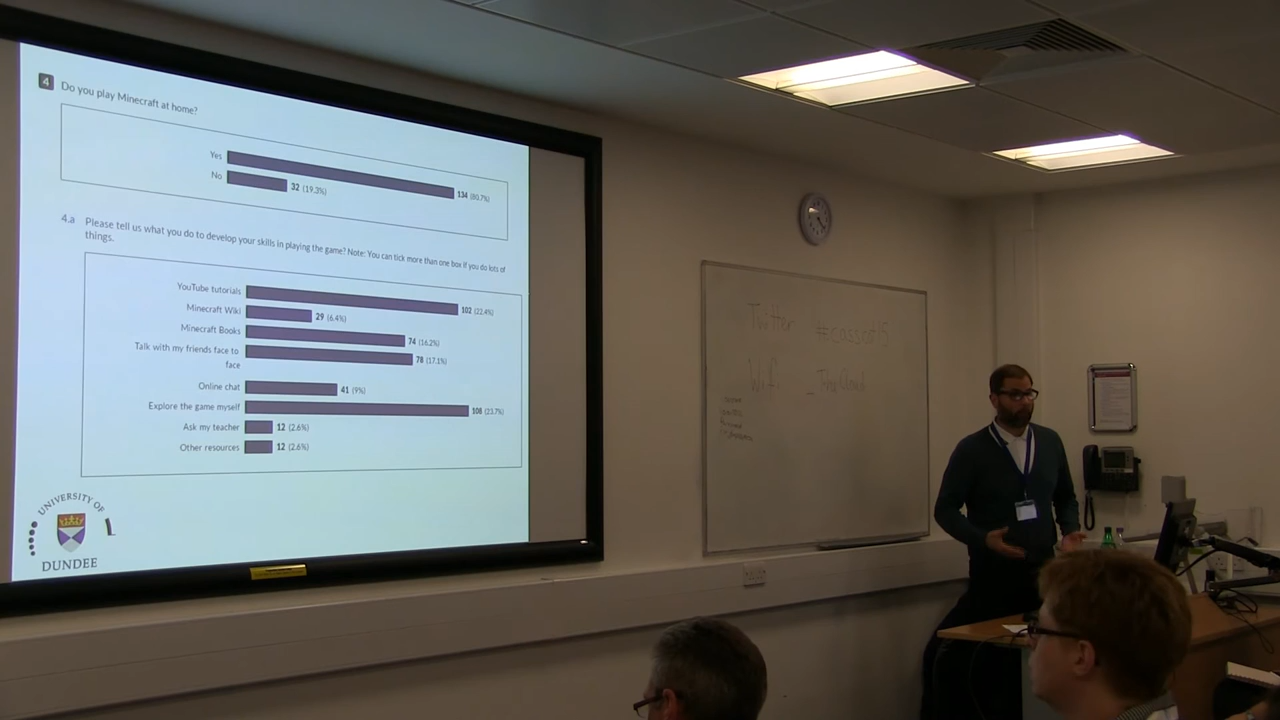 4 Do you play Minecraft at home?
Yes 134 (80.7%)
No 32 (19.3%)
4.a Please tell us what you do to develop your skills in playing the game? Note: You can tick more than one box if you do lots of
things.
YouTube tutorials 102 (22.4%)
Minecraft Wiki 29 (6.4%)
Minecraft Books 74 (16.2%)
Talk with my friends face to
face 78 (17.1%)
Online chat 41 (9%)
Explore the game myself 108 (23.7%)
Ask my teacher 12 (2.6%)
Other resources 12 (2.6%)
UNIVERSITY OF
DUNDEE
Twitter
Wifi